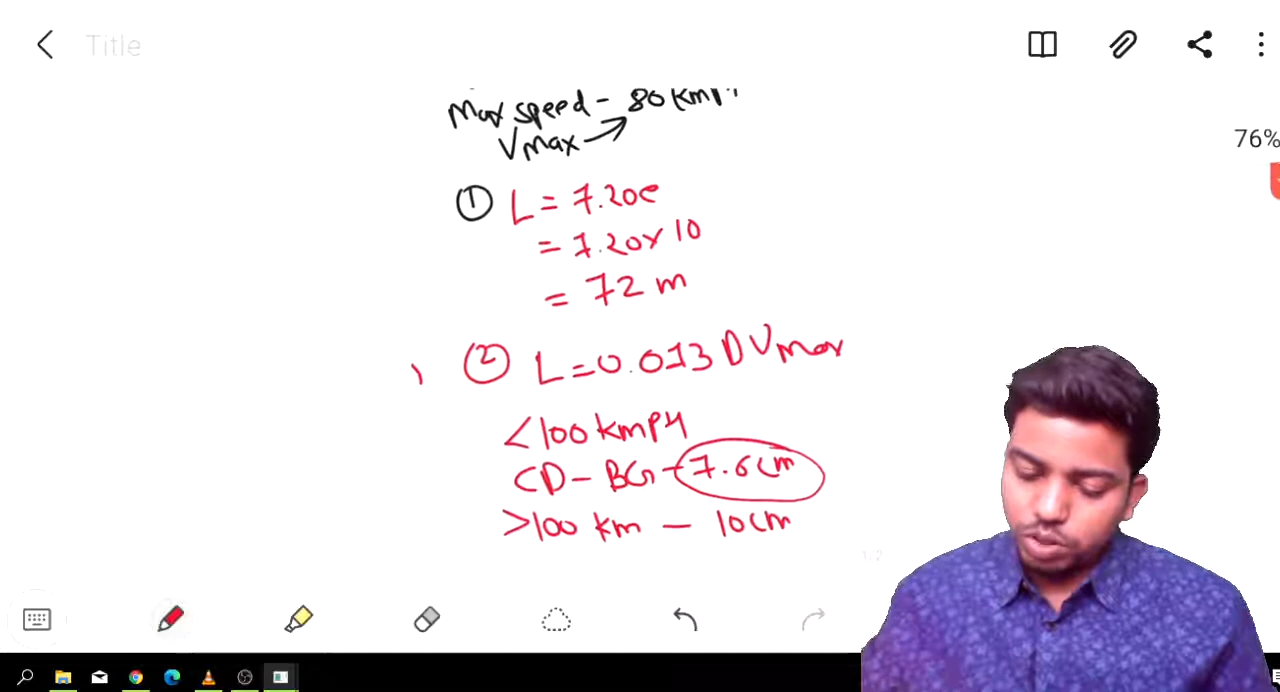 Title
Max speed - 80 kmp
Vmax →
76%
① L = 7.20e
= 7.20 x 10
= 72 m
② L = 0.073 D Vmax
< 100 kmPH
CD - BG - 7.6 cm
> 100 km - 10 cm